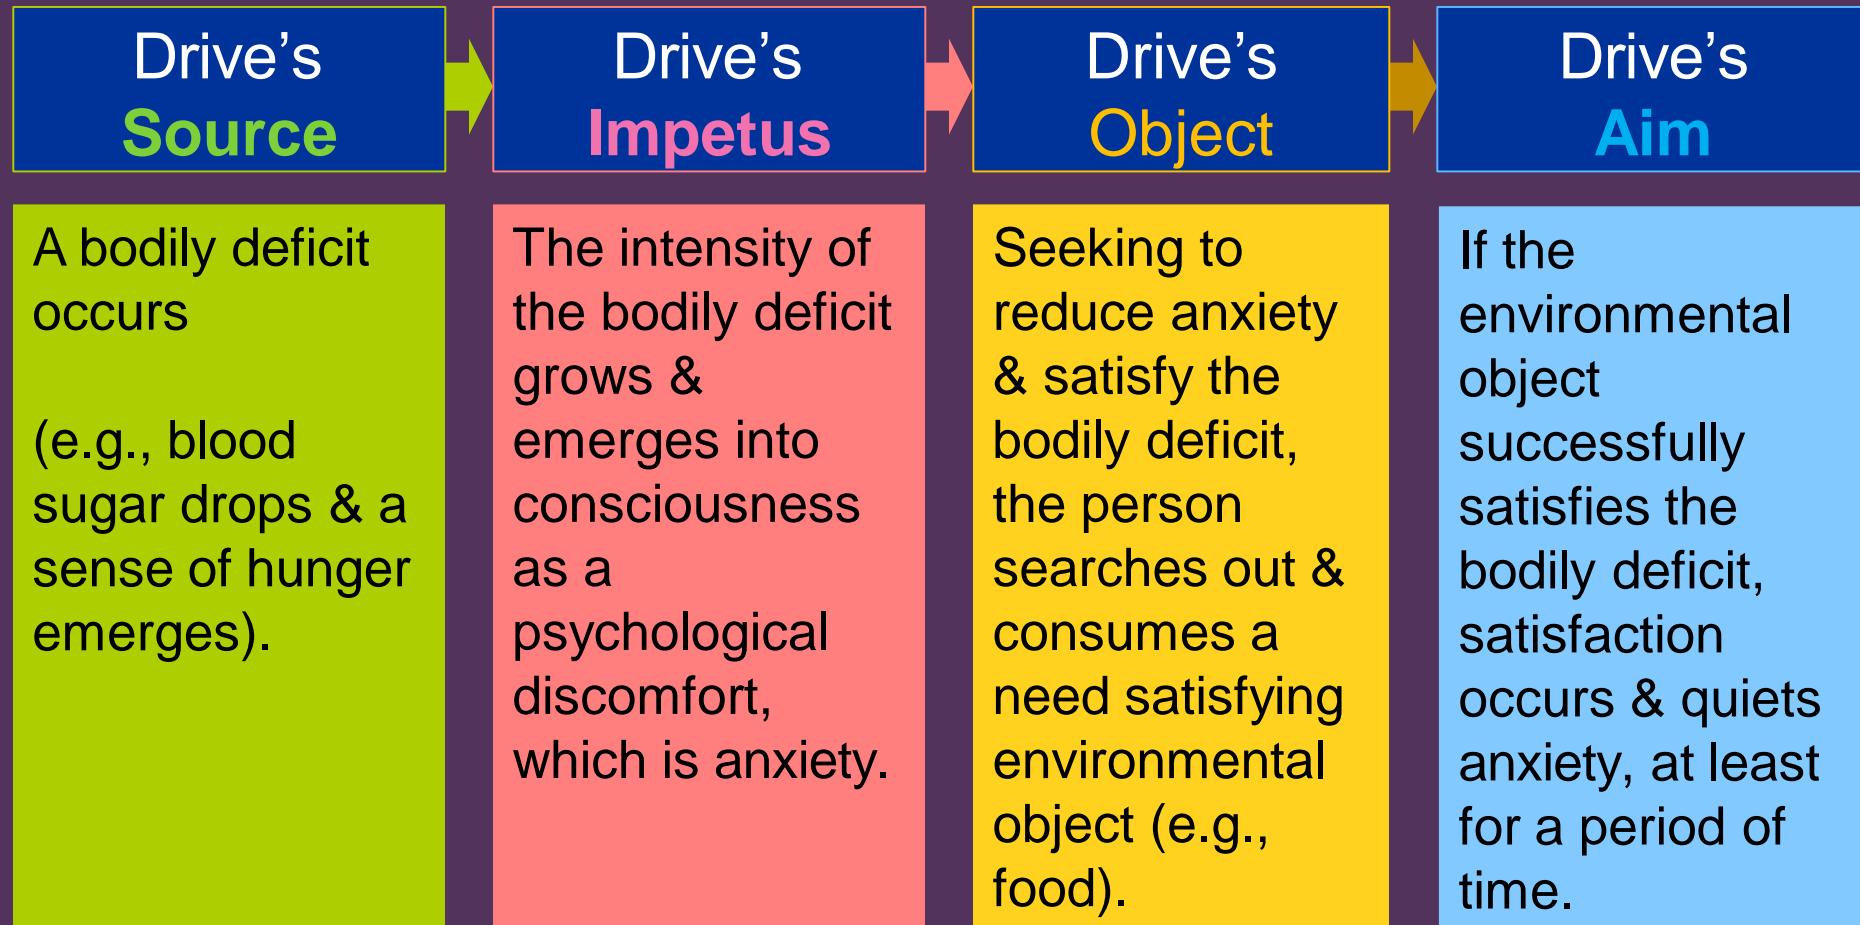 Drive’s
Source
Drive’s
Impetus
Drive’s
Object
Drive’s
Aim
A bodily deficit
occurs
(e.g., blood
sugar drops & a
sense of hunger
emerges).
The intensity of
the bodily deficit
grows &
emerges into
consciousness
as a
psychological
discomfort,
which is anxiety.
Seeking to
reduce anxiety
& satisfy the
bodily deficit,
the person
searches out &
consumes a
need satisfying
environmental
object (e.g.,
food).
If the
environmental
object
successfully
satisfies the
bodily deficit,
satisfaction
occurs & quiets
anxiety, at least
for a period of
time.